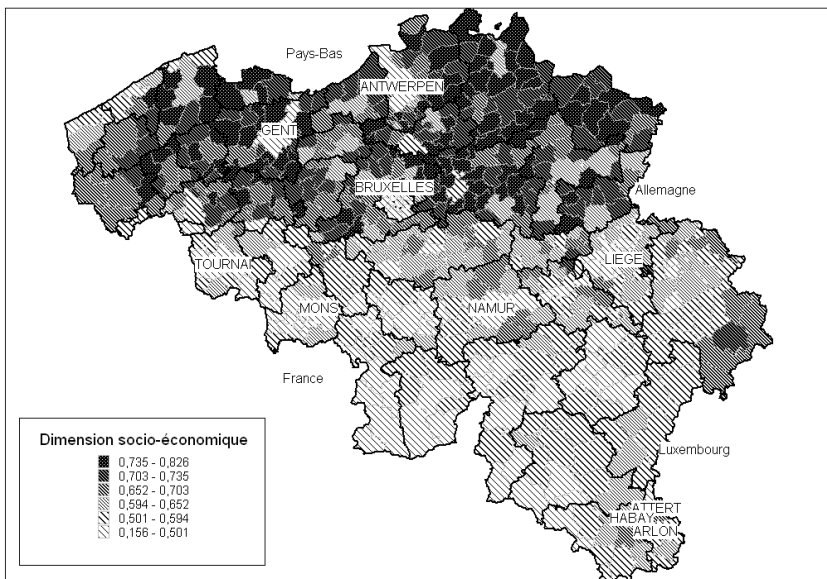 Pays-Bas
ANTWERPEN
GENT
BRUXELLES
Allemagne
TOURNAI
LIEGE
MONS
NAMUR
France
Luxembourg
ATTERT
HABAY
ARLON
Dimension socio-économique
0,735 - 0,826
0,703 - 0,735
0,652 - 0,703
0,594 - 0,652
0,501 - 0,594
0,156 - 0,501